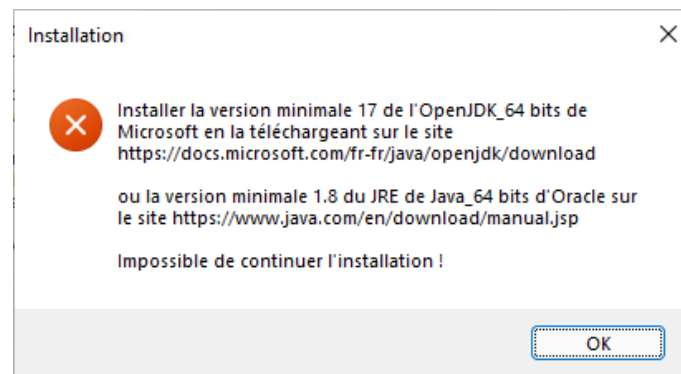 Installation
Installer la version minimale 17 de l'OpenJDK_64 bits de
Microsoft en la téléchargeant sur le site
https://docs.microsoft.com/fr-fr/java/openjdk/download
ou la version minimale 1.8 du JRE de Java_64 bits d'Oracle sur
le site https://www.java.com/en/download/manual.jsp
Impossible de continuer l'installation !
OK